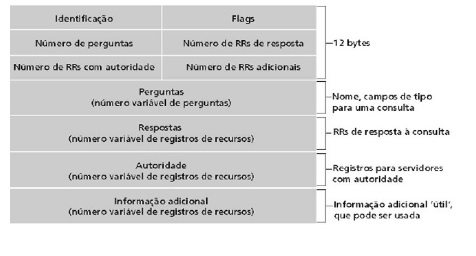 Identificação
Flags
Número de perguntas
Número de RRs de resposta
12 bytes
Número de RRs com autoridade
Número de RRs adicionais
Perguntas
(número variável de perguntas)
Nome, campos de tipo
para uma consulta
Respostas
(número variável de registros de recursos)
RRs de resposta à consulta
Autoridade
(número variável de registros de recursos)
Registros para servidores
com autoridade
Informação adicional
(número variável de registros de recursos)
Informação adicional 'útil',
que pode ser usada